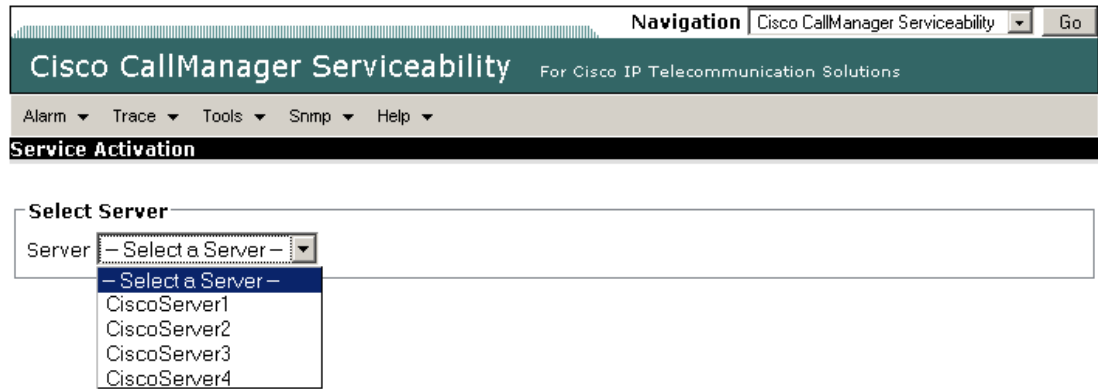 Navigation Cisco CallManager Serviceability Go
Cisco CallManager Serviceability For Cisco IP Telecommunication Solutions
Alarm Trace Tools Snmp Help
Service Activation
Select Server
Server -- Select a Server --
-- Select a Server --
CiscoServer1
CiscoServer2
CiscoServer3
CiscoServer4